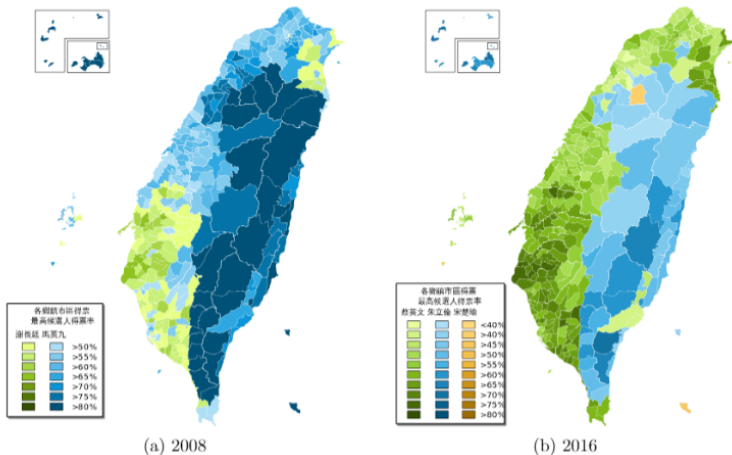 各鄉鎮市區得票
最高候選人得票率
謝長廷 馬英九
>50%
>55%
>60%
>65%
>70%
>75%
>80%
各鄉鎮市區得票
最高候選人得票率
蔡英文 朱立倫 宋楚瑜
<40%
>40%
>45%
>50%
>55%
>60%
>65%
>70%
>75%
>80%
(a) 2008
(b) 2016